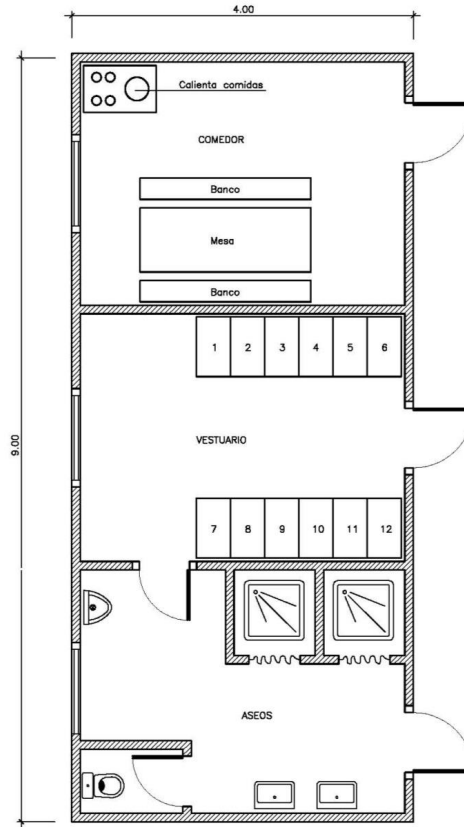 4.00
Calienta comidas
COMEDOR
Banco
Mesa
Banco
1 2 3 4 5 6
9.00
VESTUARIO
7 8 9 10 11 12
ASEOS